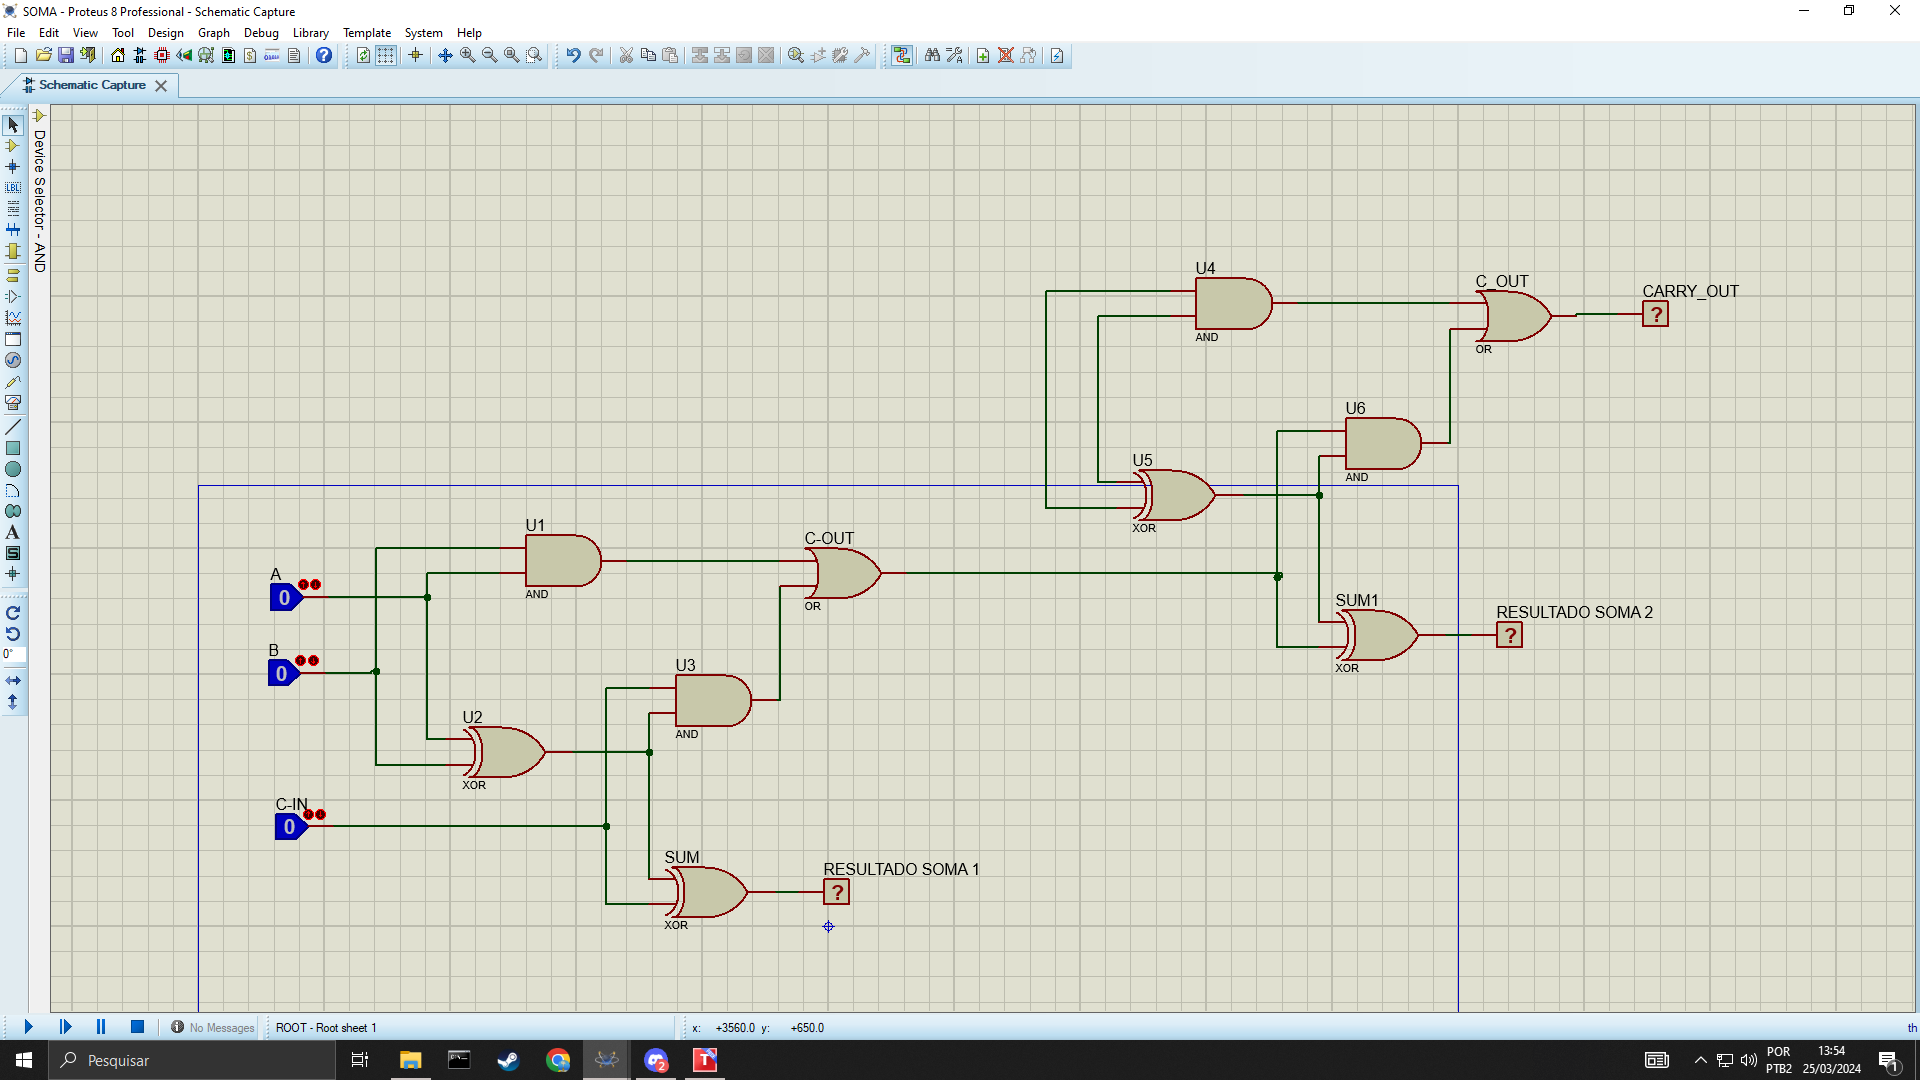 SOMA - Proteus 8 Professional - Schematic Capture
File Edit View Tool Design Graph Debug Library Template System Help
Schematic Capture
Device Selector - AND
LBL
A
S
0°
U4
AND
C_OUT
OR
CARRY_OUT
?
U6
AND
U5
XOR
U1
AND
C-OUT
OR
A
0
SUM1
XOR
RESULTADO SOMA 2
?
B
0
U3
AND
U2
XOR
C-IN
0
SUM
XOR
RESULTADO SOMA 1
?
No Messages ROOT - Root sheet 1 x: +3560.0 y: +650.0 th
Pesquisar
2
T
POR
PTB2
13:54
25/03/2024
1